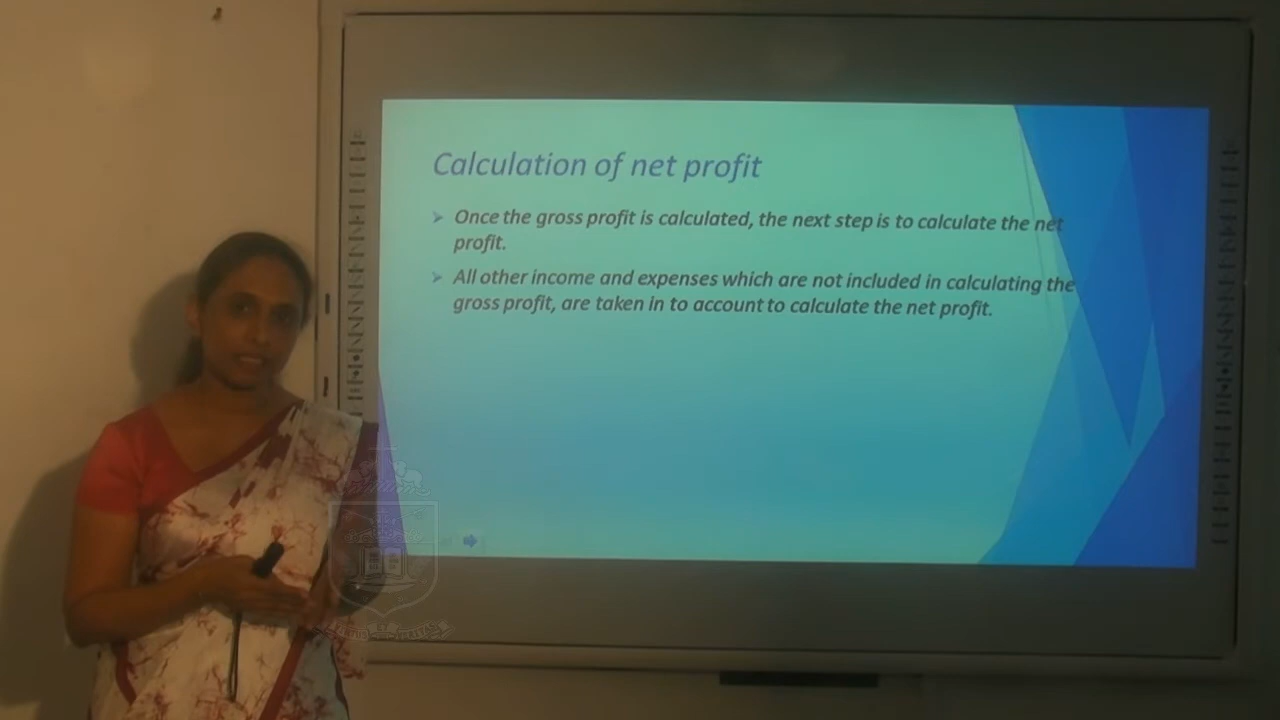 Calculation of net profit
Once the gross profit is calculated, the next step is to calculate the net
profit.
All other income and expenses which are not included in calculating the
gross profit, are taken in to account to calculate the net profit.